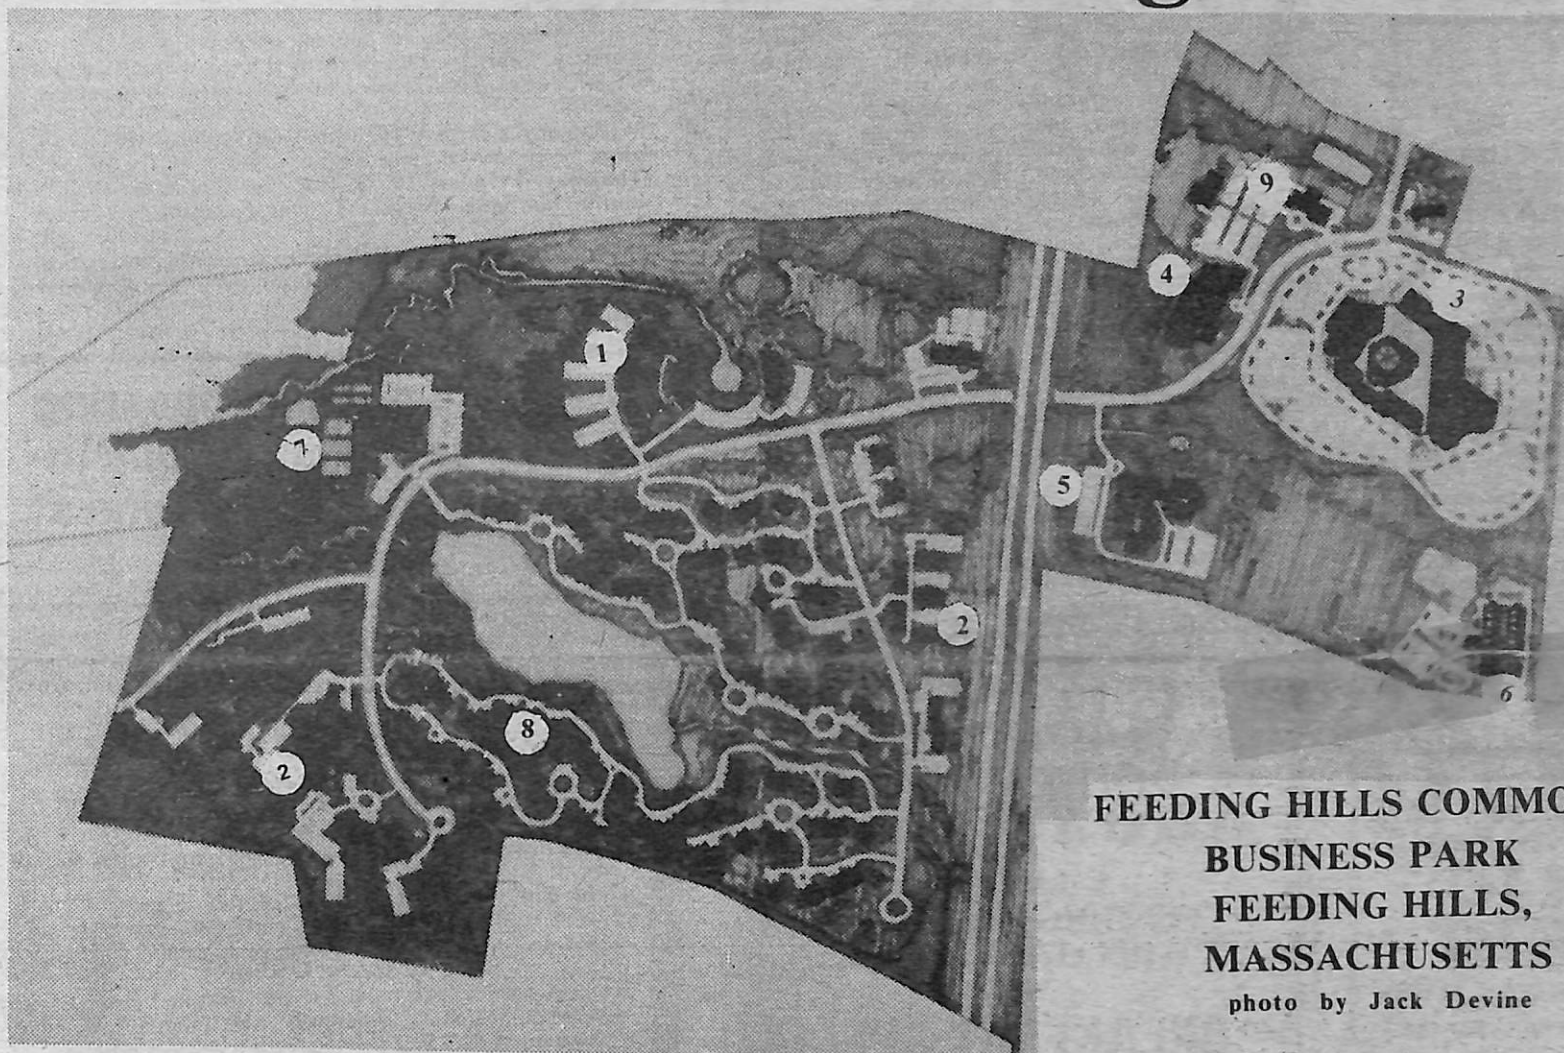 9
4
3
1
7
5
2
6
8
2
FEEDING HILLS COMMO
BUSINESS PARK
FEEDING HILLS,
MASSACHUSETTS
photo by Jack Devine